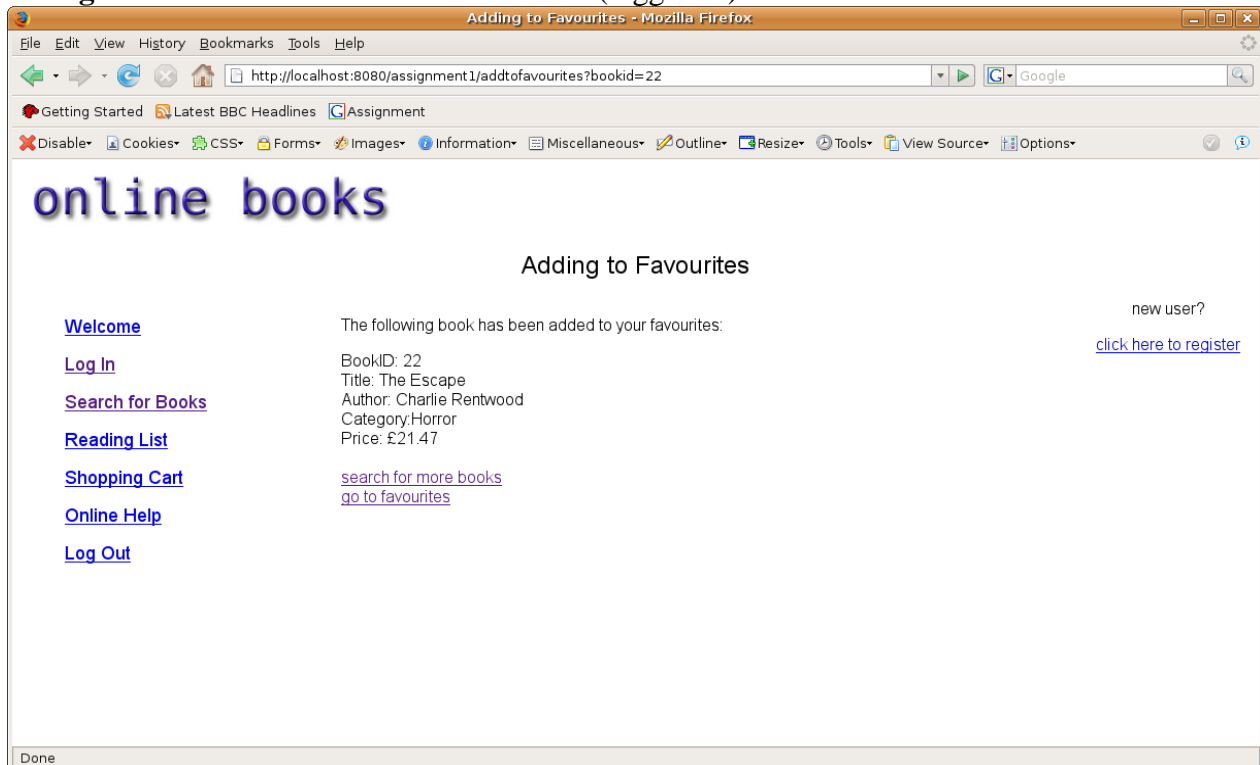 Adding to Favourites - Mozilla Firefox
File Edit View History Bookmarks Tools Help
http://localhost:8080/assignment1/addtofavourites?bookid=22
G Google
Getting Started Latest BBC Headlines Assignment
Disable Cookies CSS Forms Images Information Miscellaneous Outline Resize Tools View Source Options
online books
Adding to Favourites
new user?
click here to register
Welcome
Log In
Search for Books
Reading List
Shopping Cart
Online Help
Log Out
The following book has been added to your favourites:
BookID: 22
Title: The Escape
Author: Charlie Rentwood
Category:Horror
Price: £21.47
search for more books
go to favourites
Done